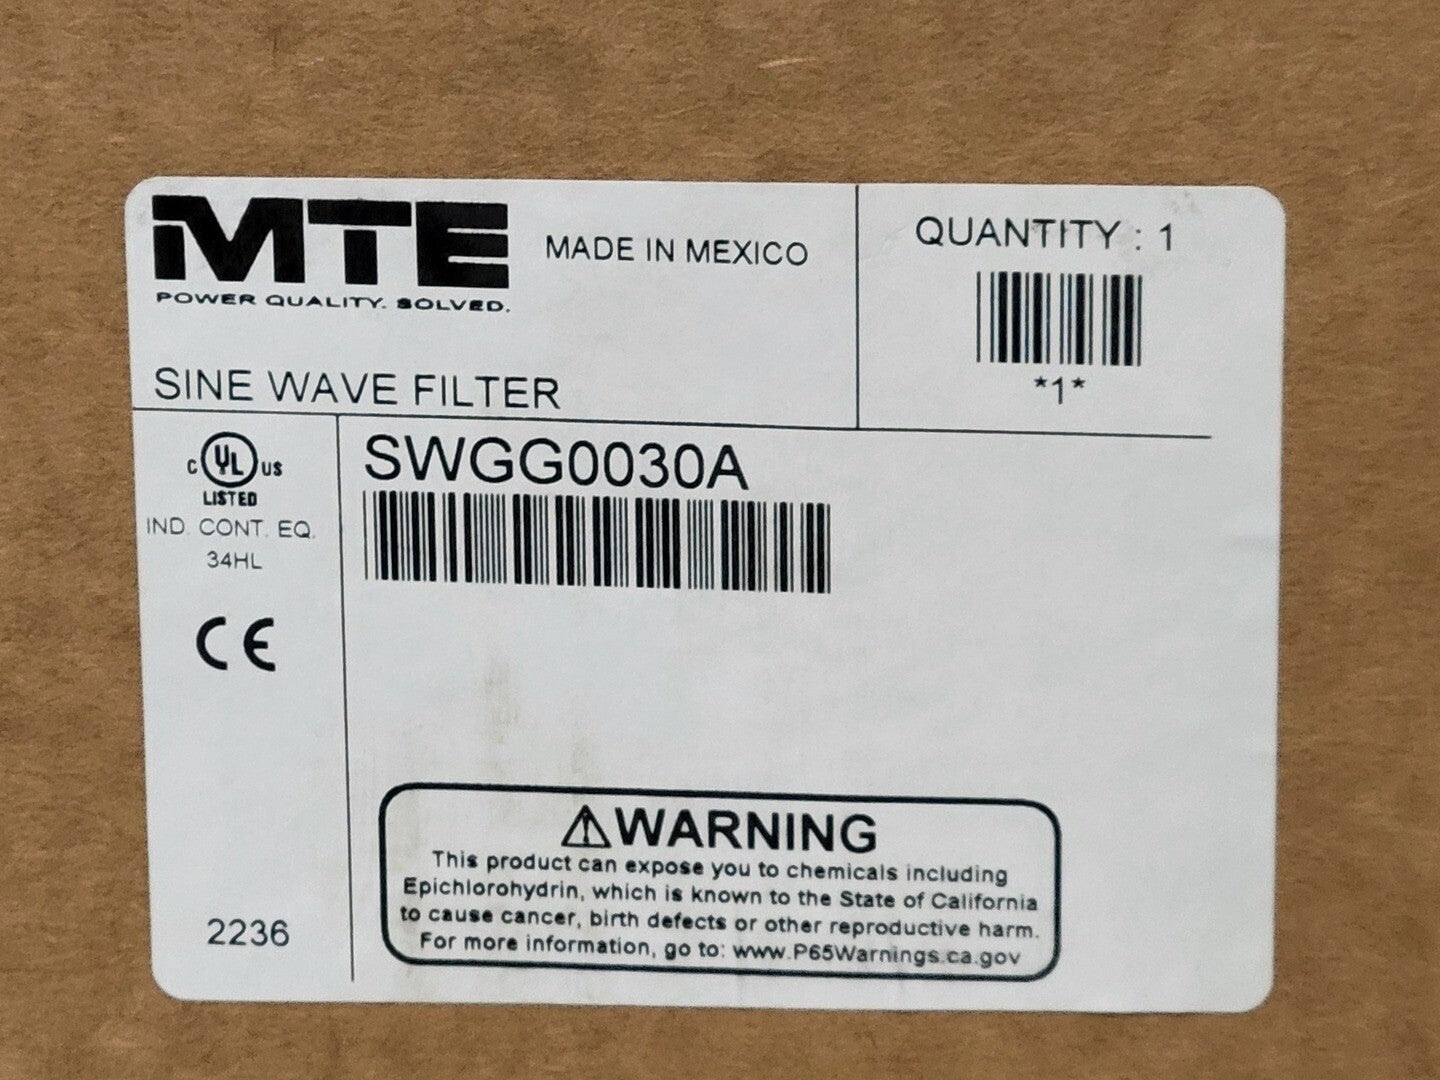 MTE
POWER QUALITY. SOLVED.
MADE IN MEXICO
SINE WAVE FILTER
QUANTITY : 1
*1*
C UL US
LISTED
IND. CONT. EQ.
34HL
CE
2236
SWGG0030A
⚠WARNING
This product can expose you to chemicals including
Epichlorohydrin, which is known to the State of California
to cause cancer, birth defects or other reproductive harm.
For more information, go to: www.P65Warnings.ca.gov